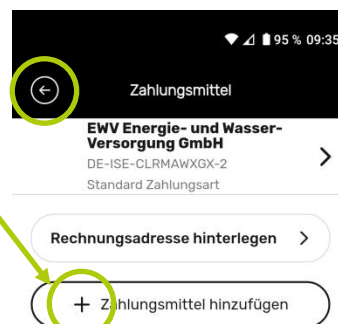 95 % 09:35
Zahlungsmittel
EWV Energie- und Wasser-
Versorgung GmbH
DE-ISE-CLRMAWXGX-2
Standard Zahlungsart
Rechnungsadresse hinterlegen
Zahlungsmittel hinzufügen